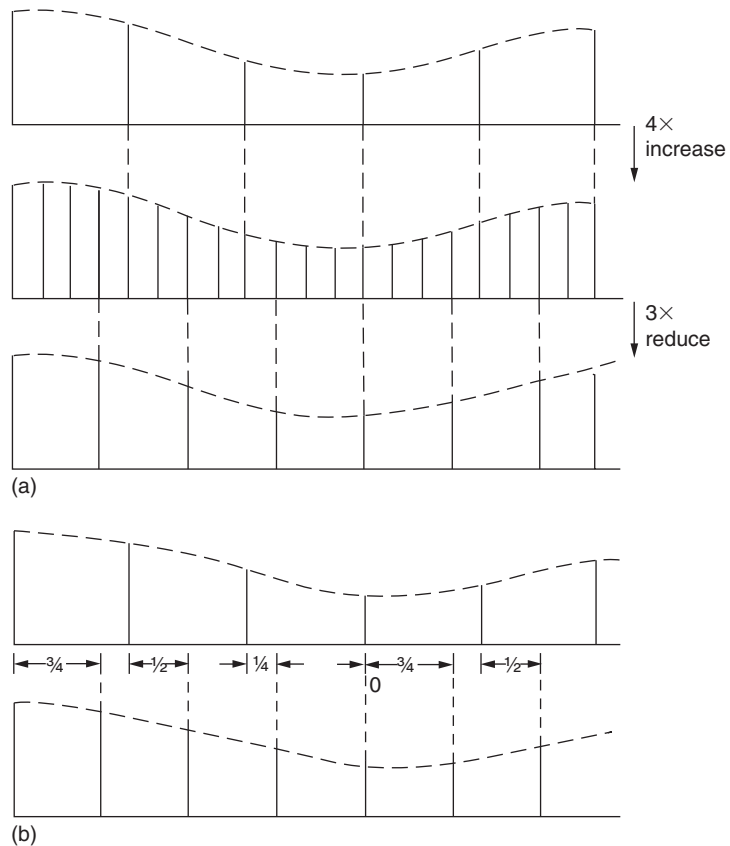 4×
increase
3×
reduce
(a)
¾ ½ ¼ ¾ ½
0
(b)